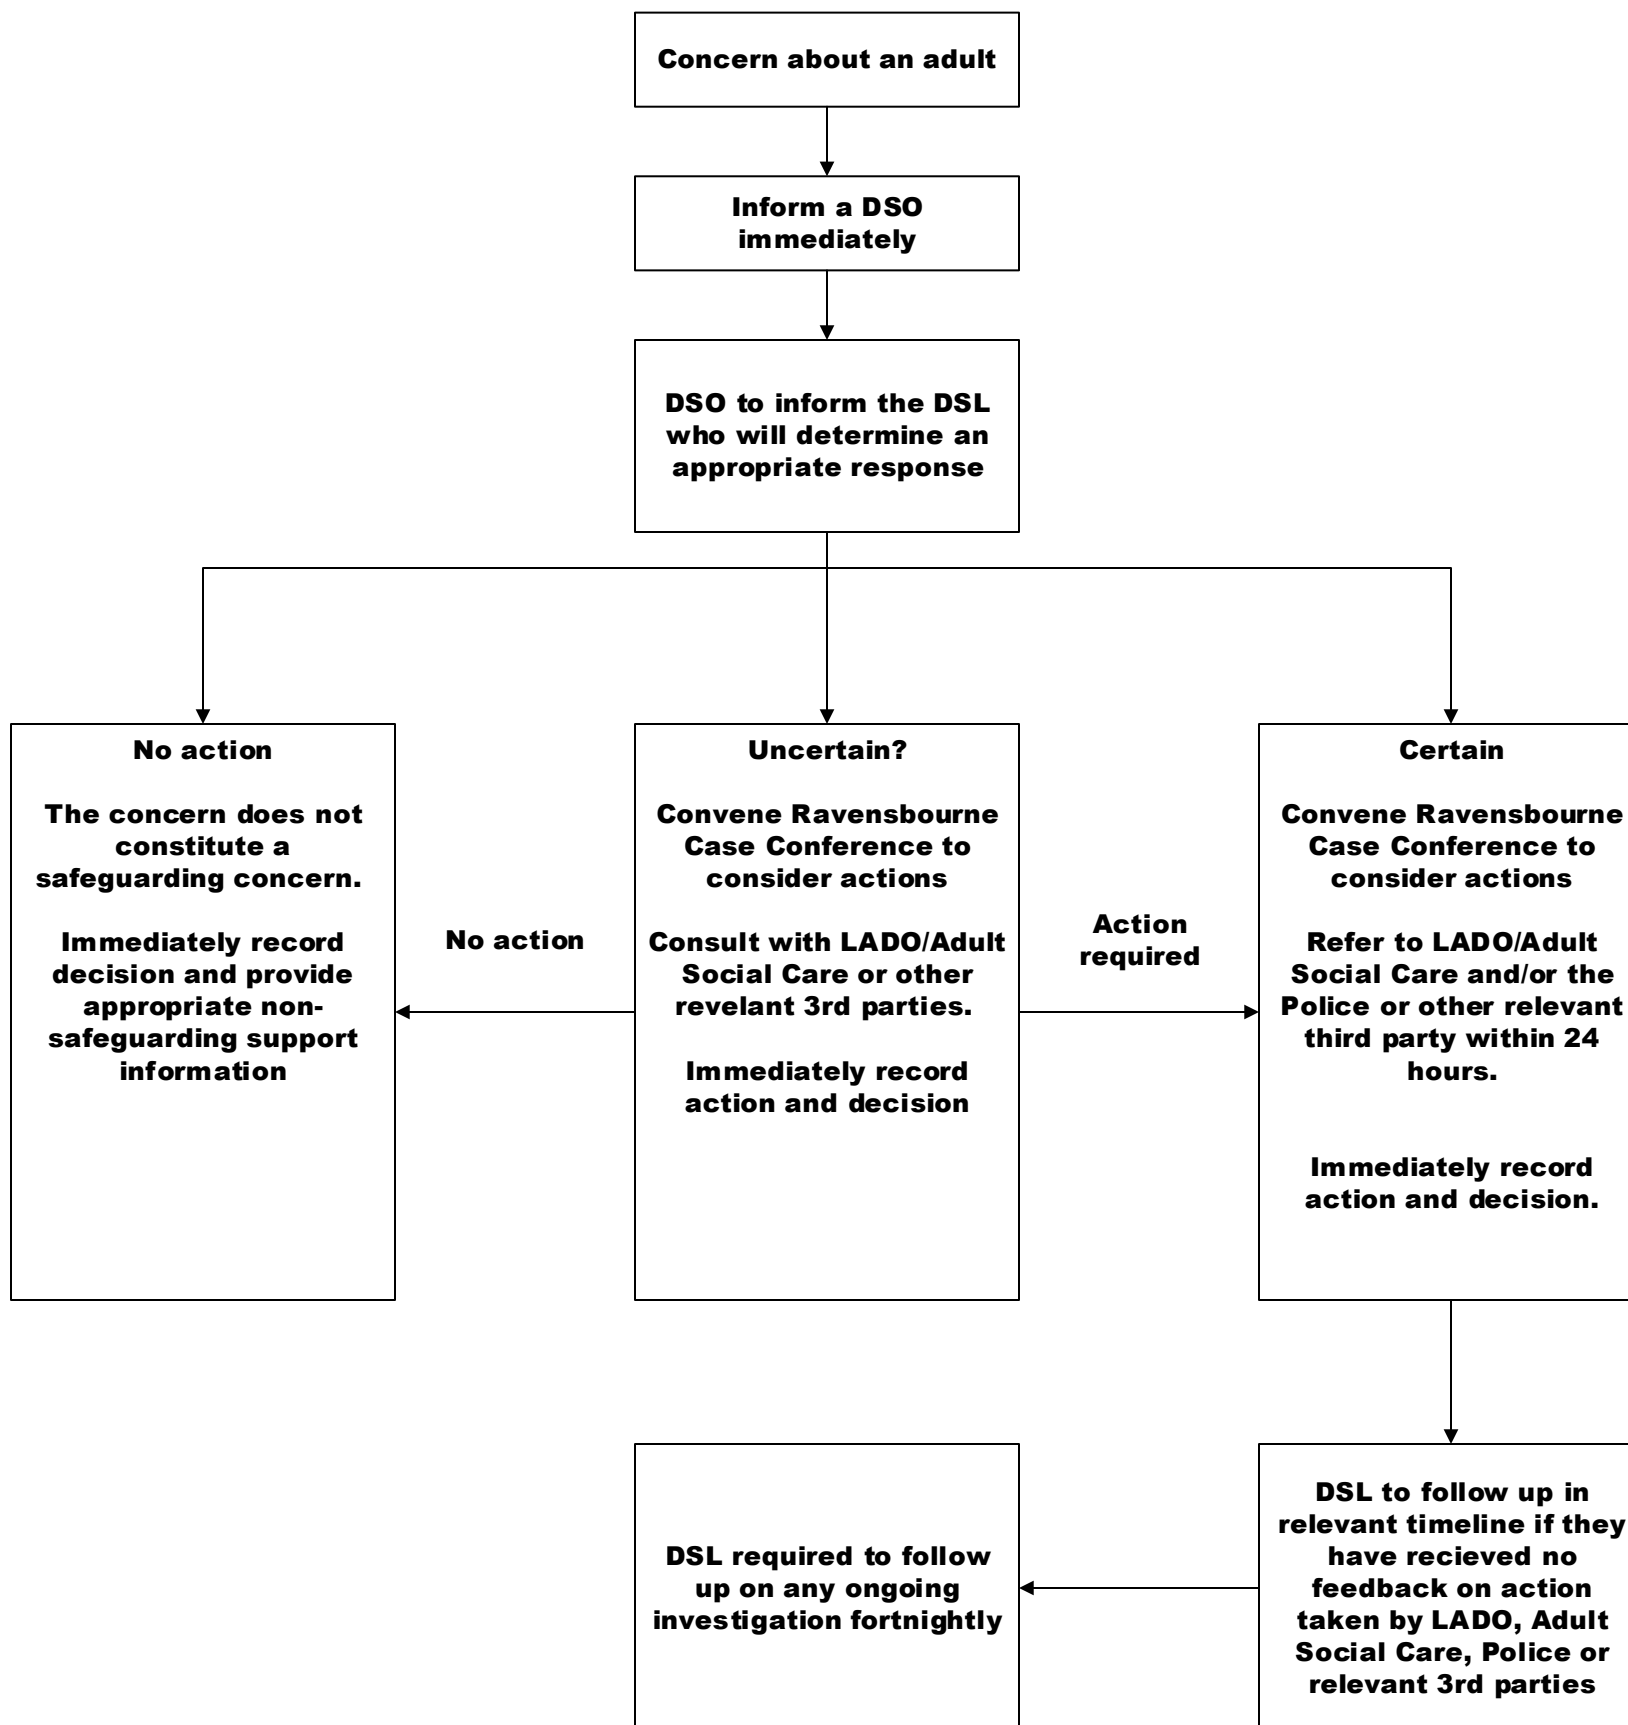 Concern about an adult
Inform a DSO
immediately
DSO to inform the DSL
who will determine an
appropriate response
No action
The concern does not
constitute a
safeguarding concern.
Immediately record
decision and provide
appropriate non-
safeguarding support
information
No action
Uncertain?
Convene Ravensbourne
Case Conference to
consider actions
Consult with LADO/Adult
Social Care or other
revelant 3rd parties.
Immediately record
action and decision
Action
required
Certain
Convene Ravensbourne
Case Conference to
consider actions
Refer to LADO/Adult
Social Care and/or the
Police or other relevant
third party within 24
hours.
Immediately record
action and decision.
DSL to follow up in
relevant timeline if they
have recieved no
feedback on action
taken by LADO, Adult
Social Care, Police or
relevant 3rd parties
DSL required to follow
up on any ongoing
investigation fortnightly